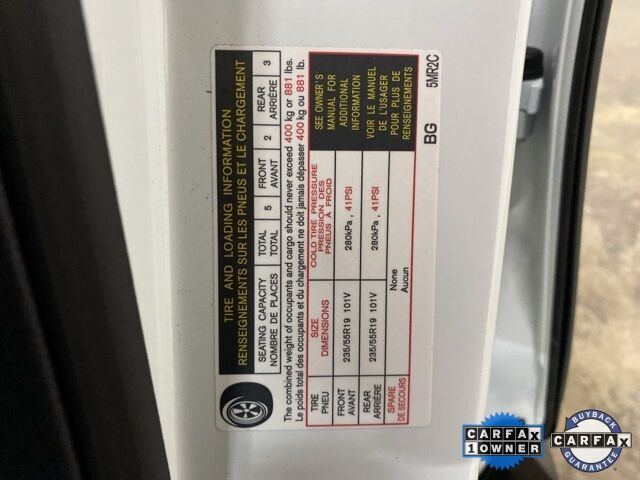 TIRE AND LOADING INFORMATION
RENSEIGNEMENTS SUR LES PNEUS ET LE CHARGEMENT
SEATING CAPACITY TOTAL 5 FRONT 2 REAR 3
NOMBRE DE PLACES TOTAL AVANT ARRIÈRE
The combined weight of occupants and cargo should never exceed 400 kg or 881 lbs.
Le poids total des occupants et du chargement ne doit jamais dépasser 400 kg ou 881 lb.
TIRE SIZE COLD TIRE PRESSURE
PNEU DIMENSIONS PRESSION DES
PNEUS À FROID
FRONT 235/55R19 101V 280kPa, 41PSI
AVANT
REAR 235/55R19 101V 280kPa, 41PSI
ARRIÈRE
SPARE None
DE SECOURS Aucun
SEE OWNER'S
MANUAL FOR
ADDITIONAL
INFORMATION
VOIR LE MANUEL
DE L'USAGER
POUR PLUS DE
RENSEIGNEMENTS
BG 5MR2C
CARFAX
1 OWNER
BUYBACK
CARFAX
GUARANTEE